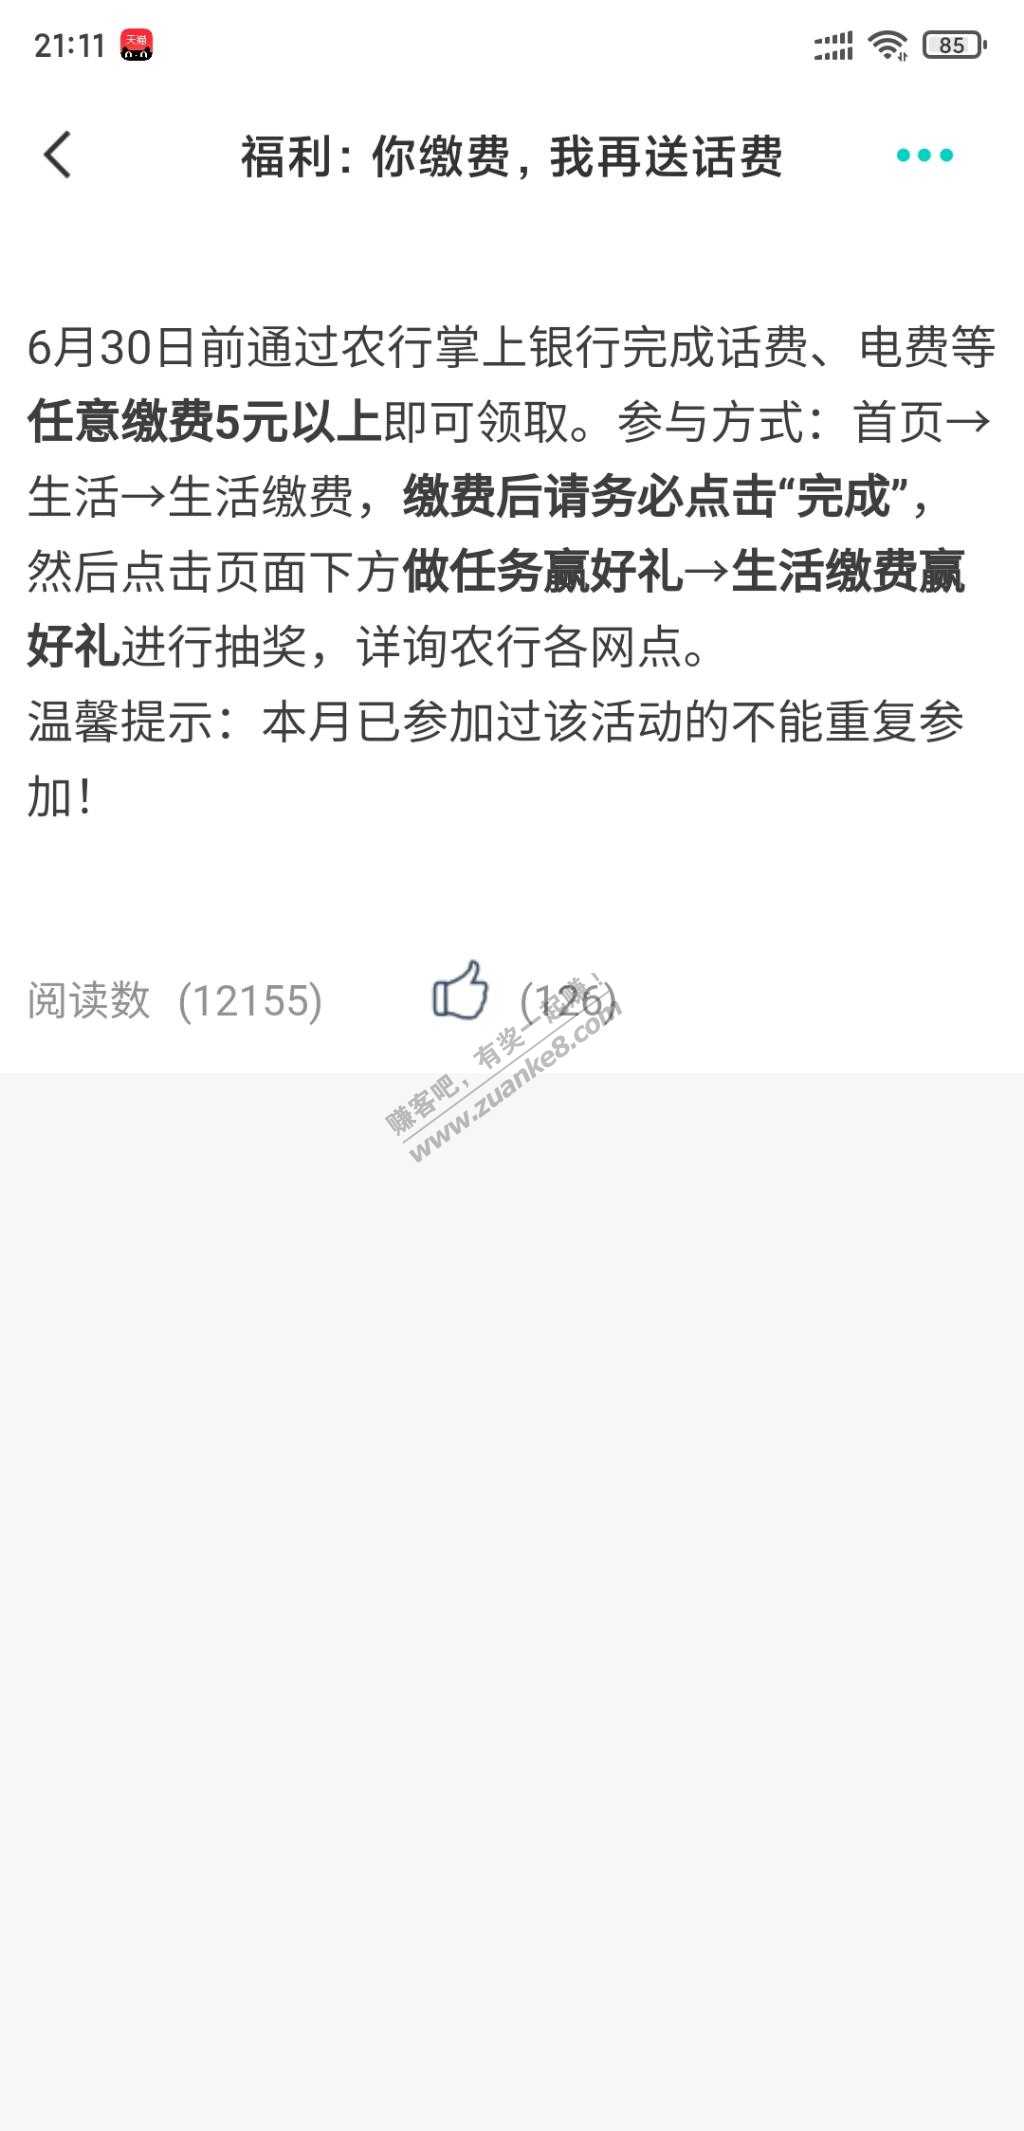 21:11
天猫
85
福利：你缴费，我再送话费
6月30日前通过农行掌上银行完成话费、电费等
任意缴费5元以上即可领取。参与方式：首页→
生活→生活缴费，缴费后请务必点击“完成”，
然后点击页面下方做任务赢好礼→生活缴费赢
好礼进行抽奖，详询农行各网点。
温馨提示：本月已参加过该活动的不能重复参
加！
阅读数 (12155) (126)
赚客吧，有奖一起赚！
www.zuanke8.com